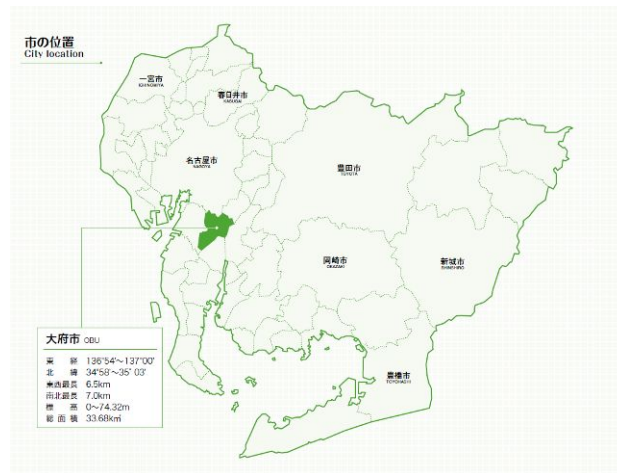 市の位置
City location
一宮市
ICHINOMIYA
春日井市
KASUGAI
名古屋市
NAGOYA
豊田市
TOYOTA
岡崎市
OKAZAKI
新城市
SHINSHIRO
豊橋市
TOYOHASHI
大府市 OBU
東経 136°54'~137°00'
北緯 34°58'~35°03'
東西最長 6.5km
南北最長 7.0km
標高 0~74.32m
総面積 33.68km²